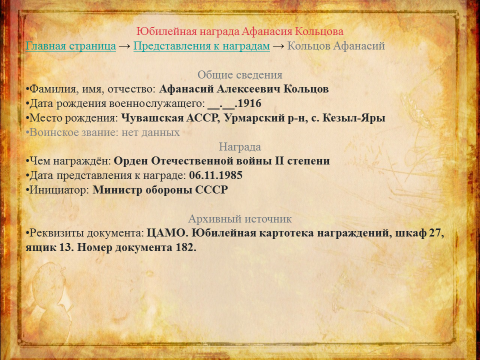 Юбилейная награда Афанасия Кольцова
Главная страница → Представления к наградам → Кольцов Афанасий
Общие сведения
•Фамилия, имя, отчество: Афанасий Алексеевич Кольцов
•Дата рождения военнослужащего: __.__.1916
•Место рождения: Чувашская АССР, Урмарский р-н, с. Кезыл-Яры
•Воинское звание: нет данных
Награда
•Чем награждён: Орден Отечественной войны II степени
•Дата представления к награде: 06.11.1985
•Инициатор: Министр обороны СССР
Архивный источник
•Реквизиты документа: ЦАМО. Юбилейная картотека награждений, шкаф 27,
ящик 13. Номер документа 182.